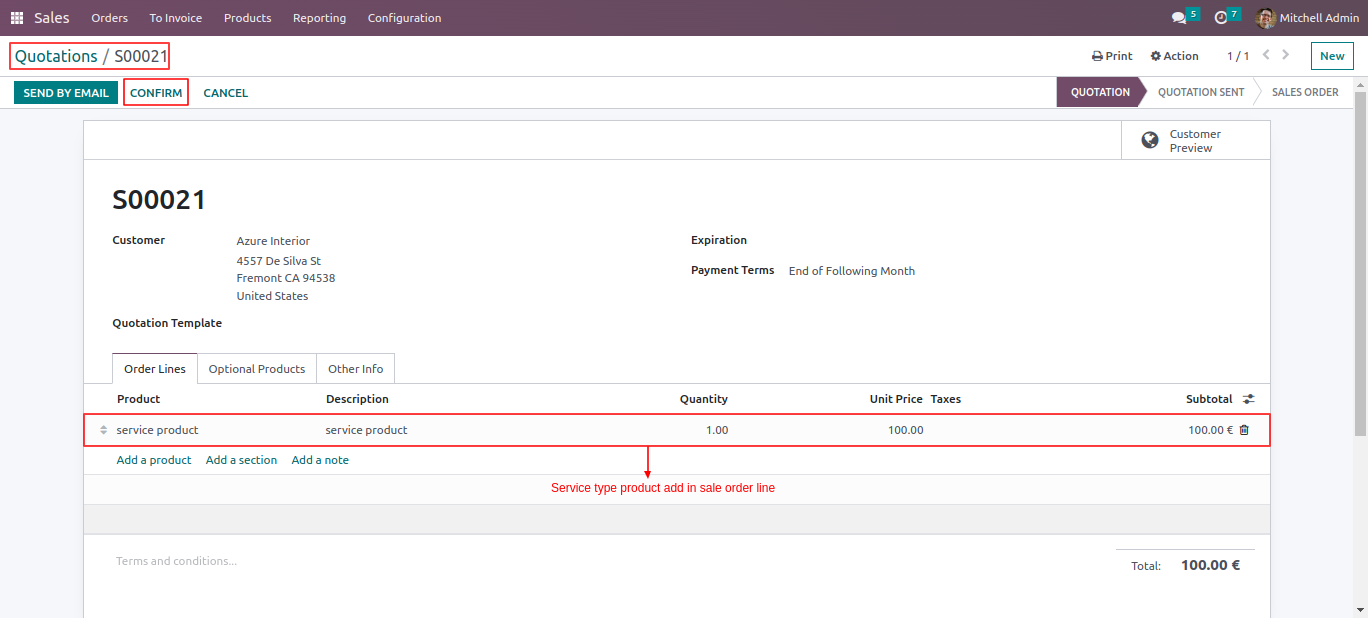 Sales Orders To Invoice Products Reporting Configuration 5 7 Mitchell Admin
Quotations / S00021 Print Action 1 / 1 New
SEND BY EMAIL CONFIRM CANCEL QUOTATION QUOTATION SENT SALES ORDER
Customer
Preview
S00021
Customer Azure Interior Expiration
4557 De Silva St
Fremont CA 94538 Payment Terms End of Following Month
United States
Quotation Template
Order Lines Optional Products Other Info
Product Description Quantity Unit Price Taxes Subtotal
service product service product 1.00 100.00 100.00 €
Add a product Add a section Add a note
Service type product add in sale order line
Terms and conditions...
Total: 100.00 €